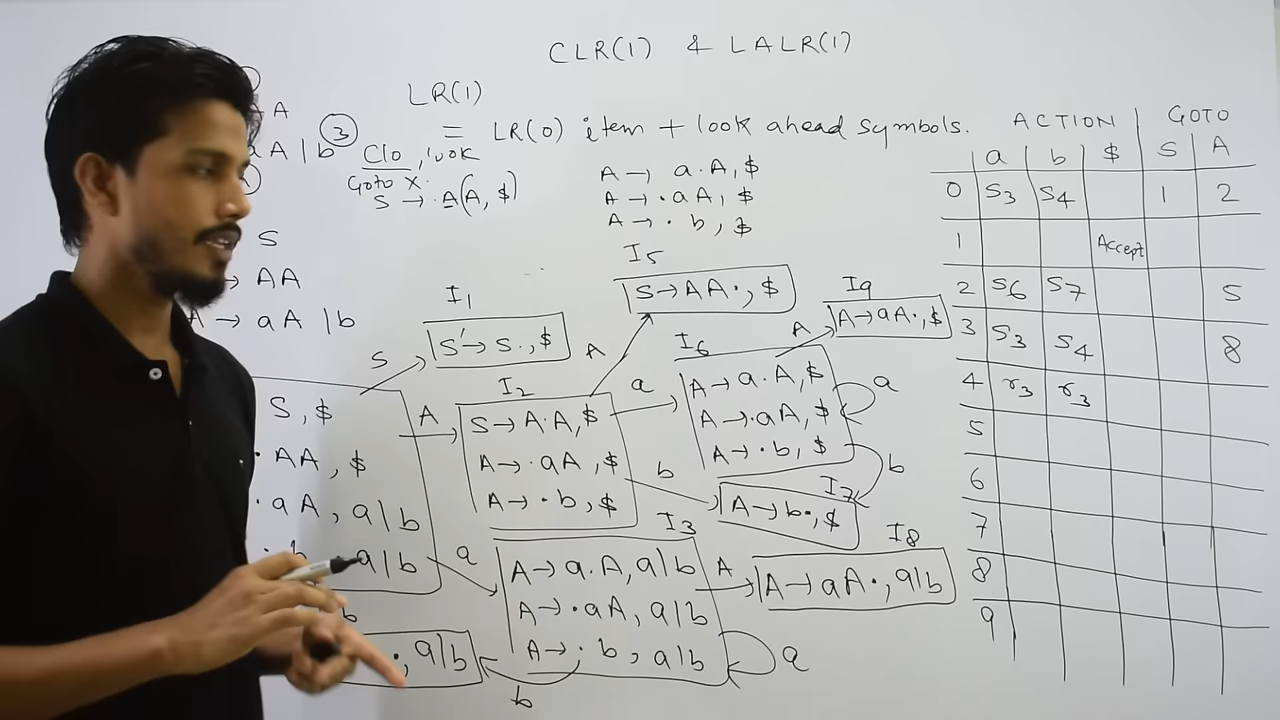 CLR(1) & LALR(1)
LR(1)
= LR(0) item + look ahead symbols.
A
aA|b ③
Clo, look
Goto X.
S → .A(A, $)
A → a.A, $
A → .aA, $
A → .b, $
S
→ AA
A → aA |b
S, $
.AA, $
.aA, a|b
.b, a|b
b
., a|b
S
I1
S' → S., $
A
I2
S → A.A, $
A → .aA, $
A → .b, $
A
I5
S → AA., $
a
I6
A → a.A, $
A → .aA, $
A → .b, $
a
b
A
I9
A → aA., $
b
I7
A → b., $
a
I3
A → a.A, a|b
A → .aA, a|b
A → .b, a|b
a
b
A
I8
A → aA., a|b
ACTION GOTO
a b $ S A
0 S3 S4 1 2
1 Accept
2 S6 S7 5
3 S3 S4 8
4 r3 r3
5
6
7
8
9